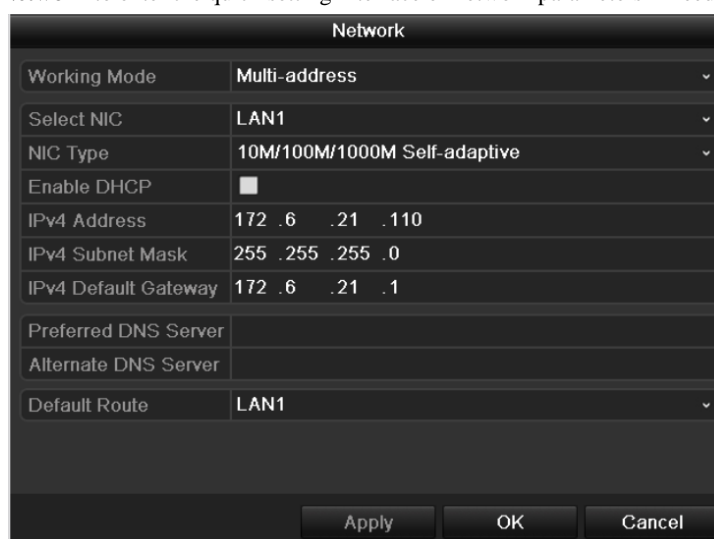 Network
Working Mode Multi-address
Select NIC LAN1
NIC Type 10M/100M/1000M Self-adaptive
Enable DHCP
IPv4 Address 172 .6 .21 .110
IPv4 Subnet Mask 255 .255 .255 .0
IPv4 Default Gateway 172 .6 .21 .1
Preferred DNS Server
Alternate DNS Server
Default Route LAN1
Apply OK Cancel